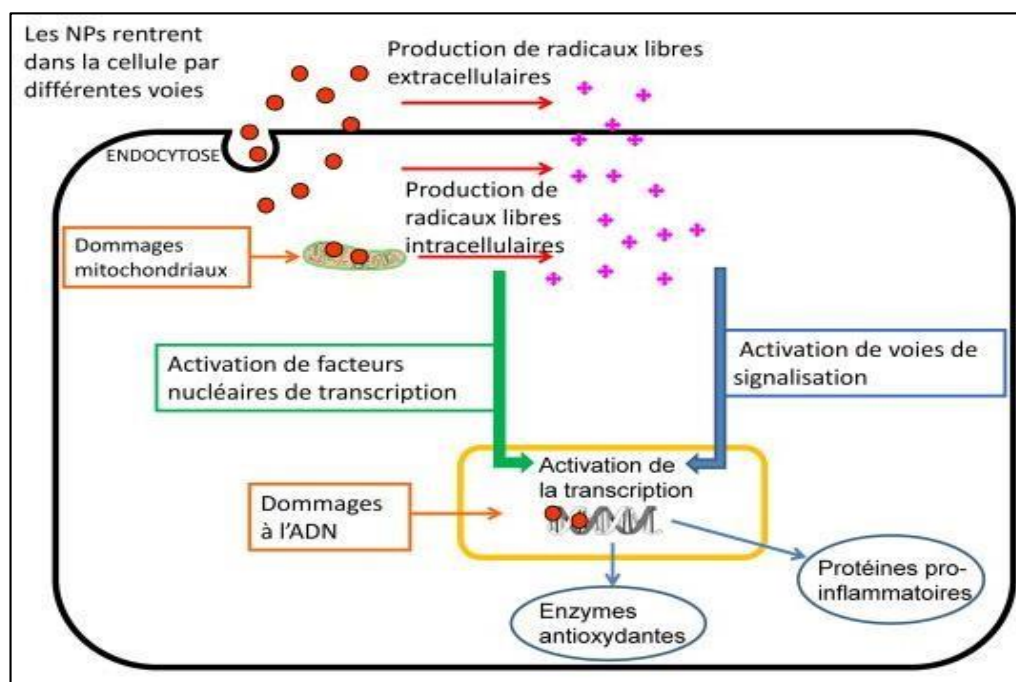 Les NPs rentrent
dans la cellule par
différentes voies
Production de radicaux libres
extracellulaires
ENDOCYTOSE
Production de
radicaux libres
intracellulaires
Dommages
mitochondriaux
Activation de facteurs
nucléaires de transcription
Activation de voies de
signalisation
Activation de
la transcription
Dommages
à l'ADN
Protéines pro-
inflammatoires
Enzymes
antioxydantes